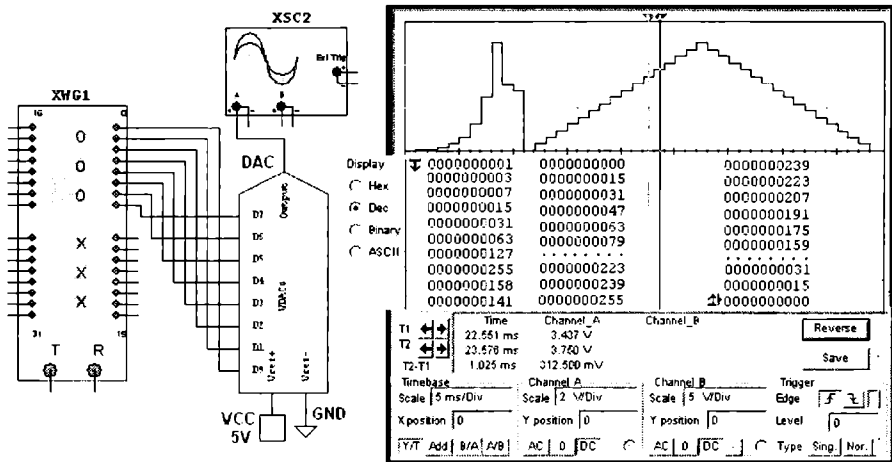 XSC2
Ext Trig
A B
XWG1
16 0
O
O
O
X
X
X
31 15
T R
DAC
Output
D7
D6
D5
D4
D3
D2
D1
D0
VDAC8
Vref+ Vref-
VCC
5V
GND
Display
Hex
Dec
Binary
ASCII
0000000001 0000000000 0000000239
0000000003 0000000015 0000000223
0000000007 0000000031 0000000207
0000000015 0000000047 0000000191
0000000031 0000000063 0000000175
0000000063 0000000079 0000000159
0000000127 . . . . . . . . . . . . . . . .
0000000255 0000000223 0000000031
0000000158 0000000239 0000000015
0000000141 0000000255 0000000000
Time Channel_A Channel_B
T1 22.551 ms 3.437 V
T2 23.576 ms 3.750 V
T2-T1 1.025 ms 312.500 mV
Reverse
Save
Timebase Channel A Channel B Trigger
Scale 5 ms/Div Scale 2 V/Div Scale 5 V/Div Edge
X position 0 Y position 0 Y position 0 Level 0
Y/T Add B/A A/B AC 0 DC AC 0 DC - Type Sing. Nor.